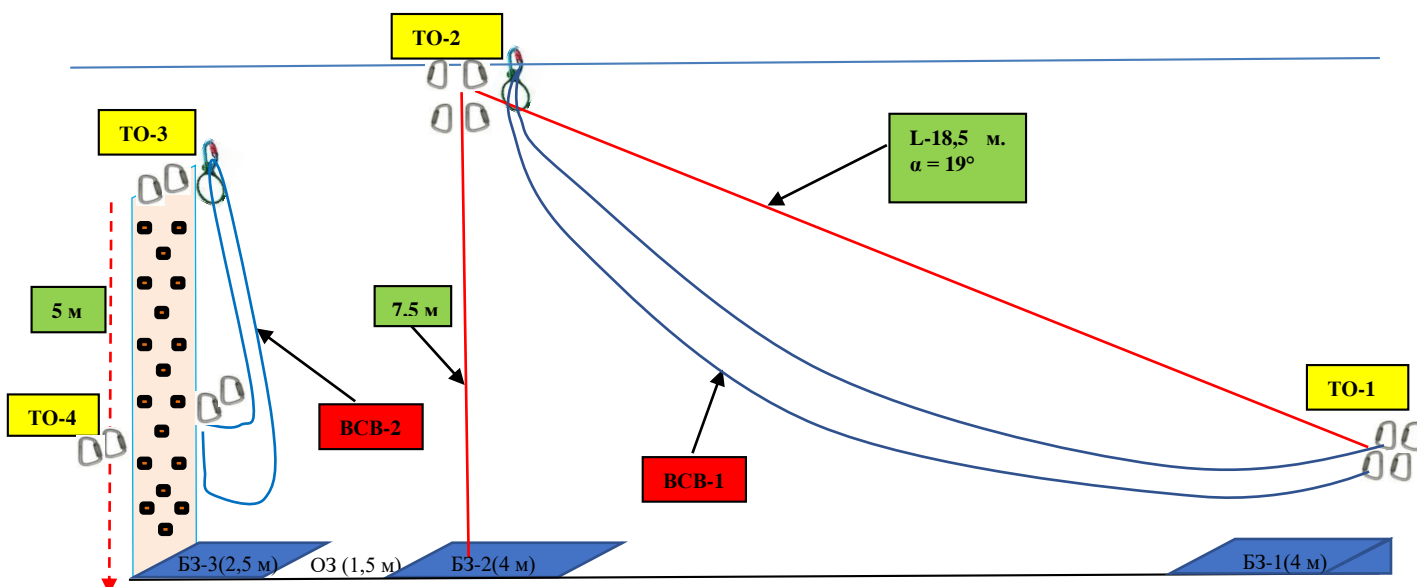 ТО-2
ТО-3
L-18,5 м.
α = 19°
5 м
7.5 м
ТО-1
ТО-4
ВСВ-2
ВСВ-1
БЗ-3(2,5 м)
ОЗ (1,5 м)
БЗ-2(4 м)
БЗ-1(4 м)